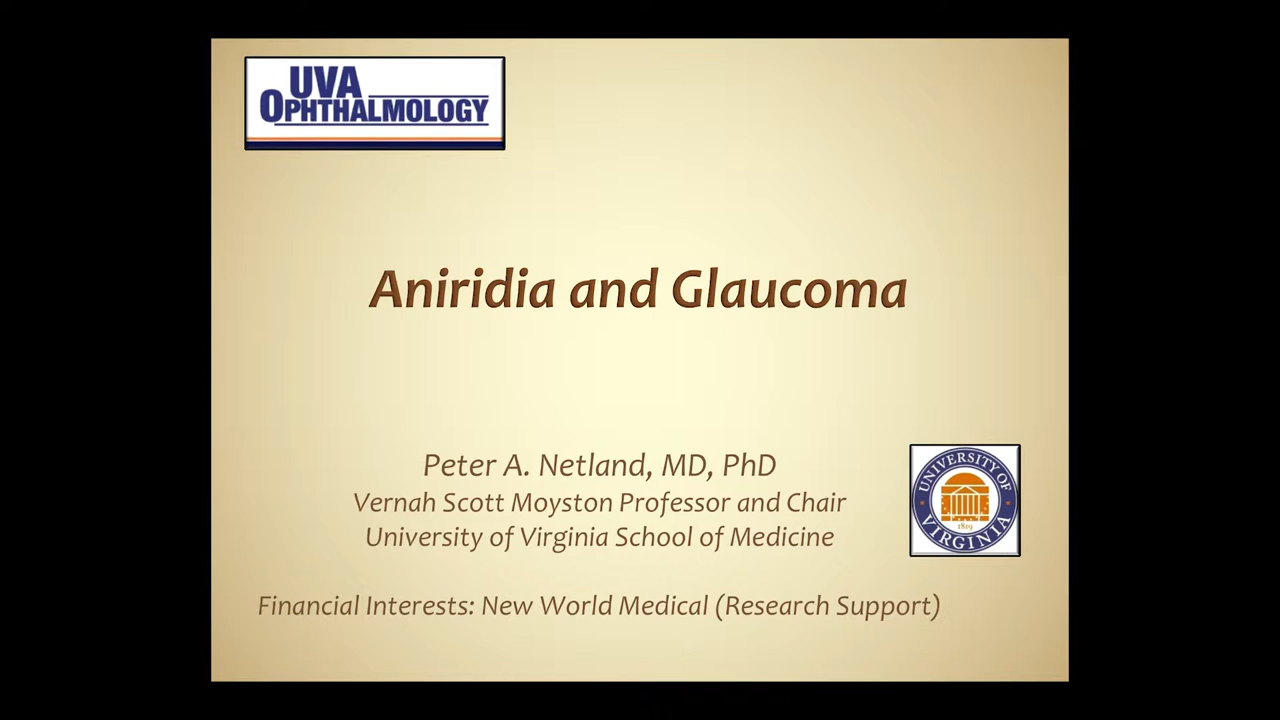 UVA
OPHTHALMOLOGY
Aniridia and Glaucoma
Peter A. Netland, MD, PhD
Vernah Scott Moyston Professor and Chair
University of Virginia School of Medicine
UNIVERSITY OF
VIRGINIA
1819
Financial Interests: New World Medical (Research Support)